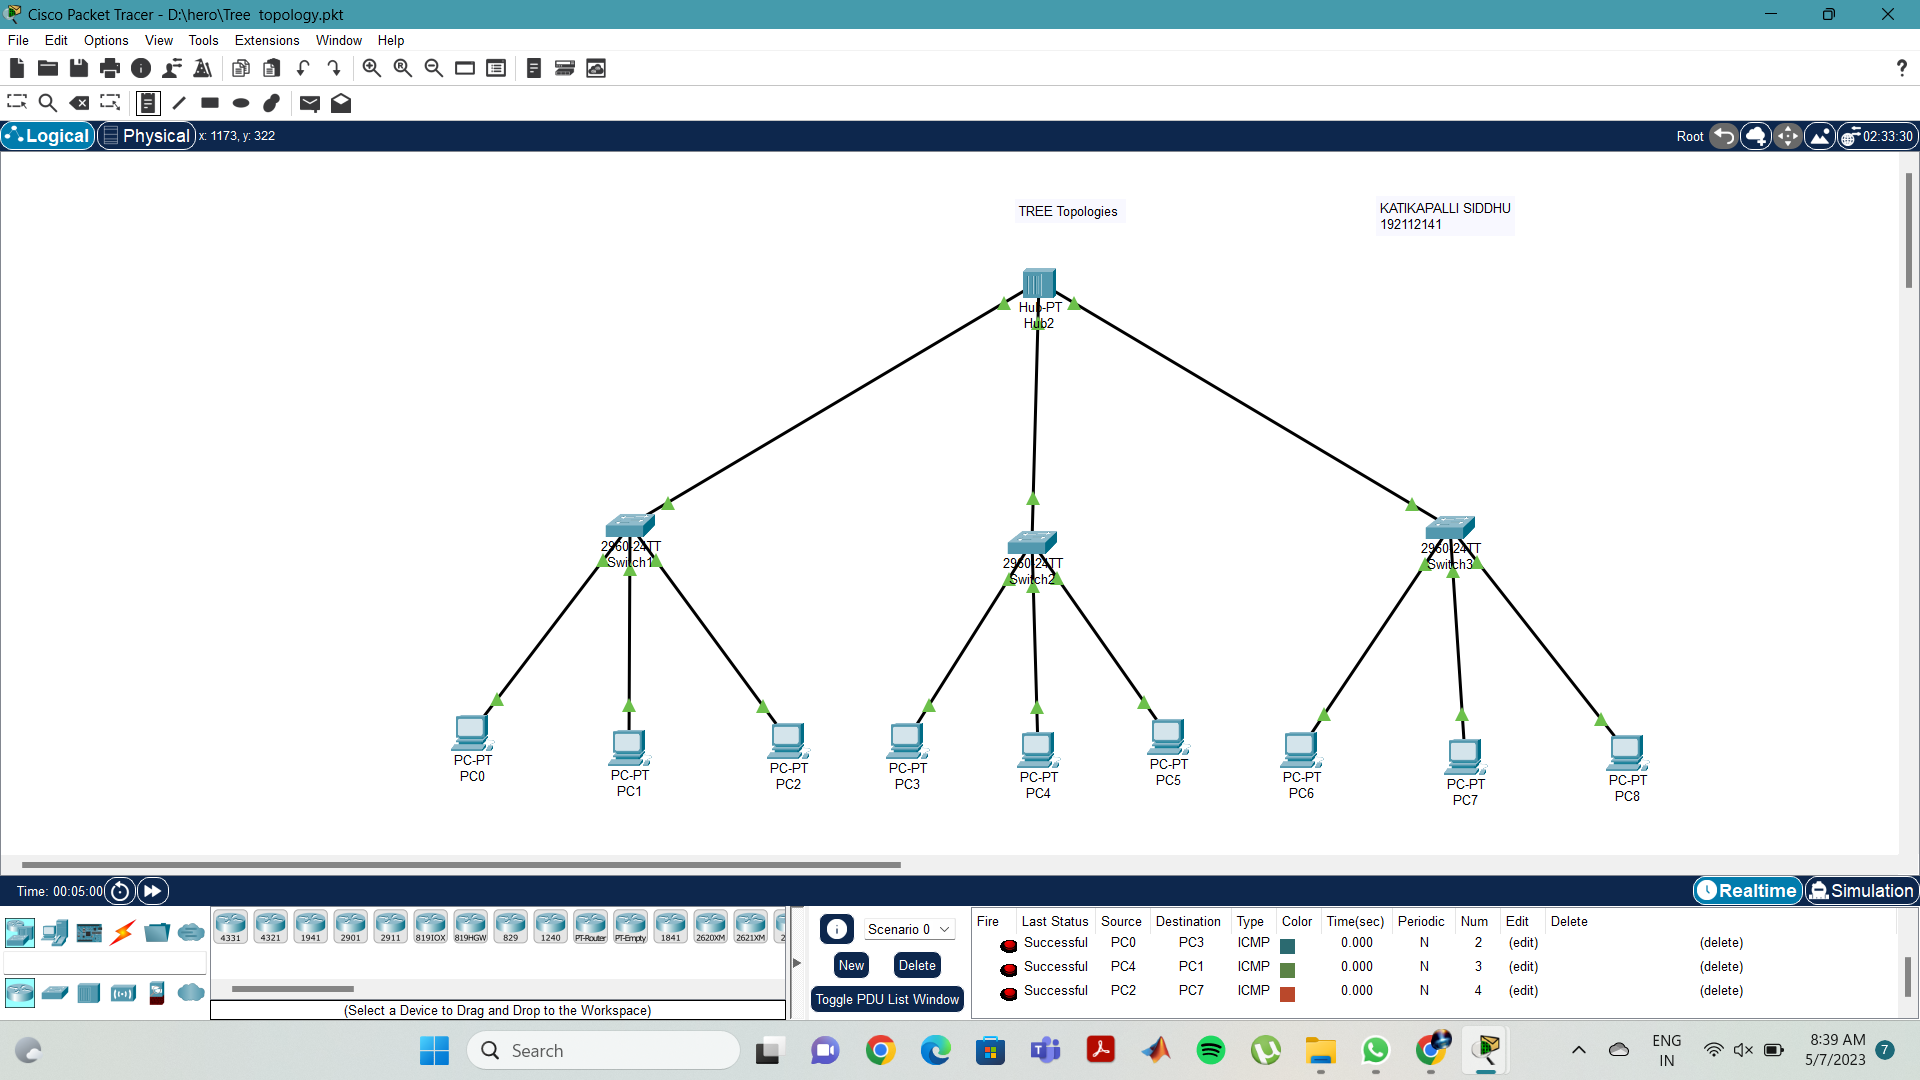 Cisco Packet Tracer - D:\hero\Tree  topology.pkt
File Edit Options View Tools Extensions Window Help
?
Logical Physical x: 1173, y: 322 Root 02:33:30
TREE Topologies
KATIKAPALLI SIDDHU
192112141
Hub-PT
Hub2
2960-24TT
Switch1
2960-24TT
Switch2
2960-24TT
Switch3
PC-PT
PC0
PC-PT
PC1
PC-PT
PC2
PC-PT
PC3
PC-PT
PC4
PC-PT
PC5
PC-PT
PC6
PC-PT
PC7
PC-PT
PC8
Time: 00:05:00 Realtime Simulation
4331 4321 1941 2901 2911 819IOX 819HGW 829 1240 PT-Router PT-Empty 1841 2620XM 2621XM 2
(Select a Device to Drag and Drop to the Workspace)
Scenario 0
New Delete
Toggle PDU List Window
Fire Last Status Source Destination Type Color Time(sec) Periodic Num Edit Delete
Successful PC0 PC3 ICMP 0.000 N 2 (edit) (delete)
Successful PC4 PC1 ICMP 0.000 N 3 (edit) (delete)
Successful PC2 PC7 ICMP 0.000 N 4 (edit) (delete)
Search
ENG
IN
8:39 AM
5/7/2023
7